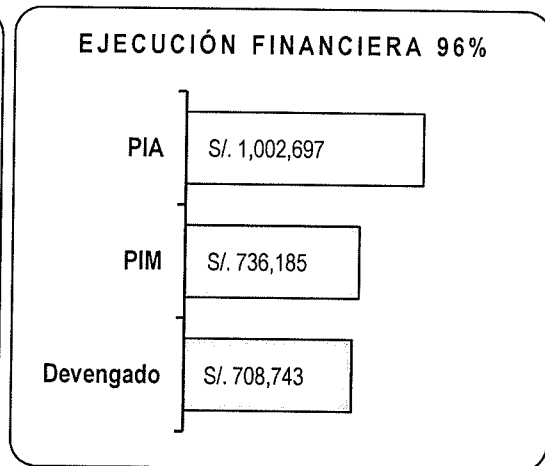 EJECUCIÓN FINANCIERA 96%
PIA S/. 1,002,697
PIM S/. 736,185
Devengado S/. 708,743